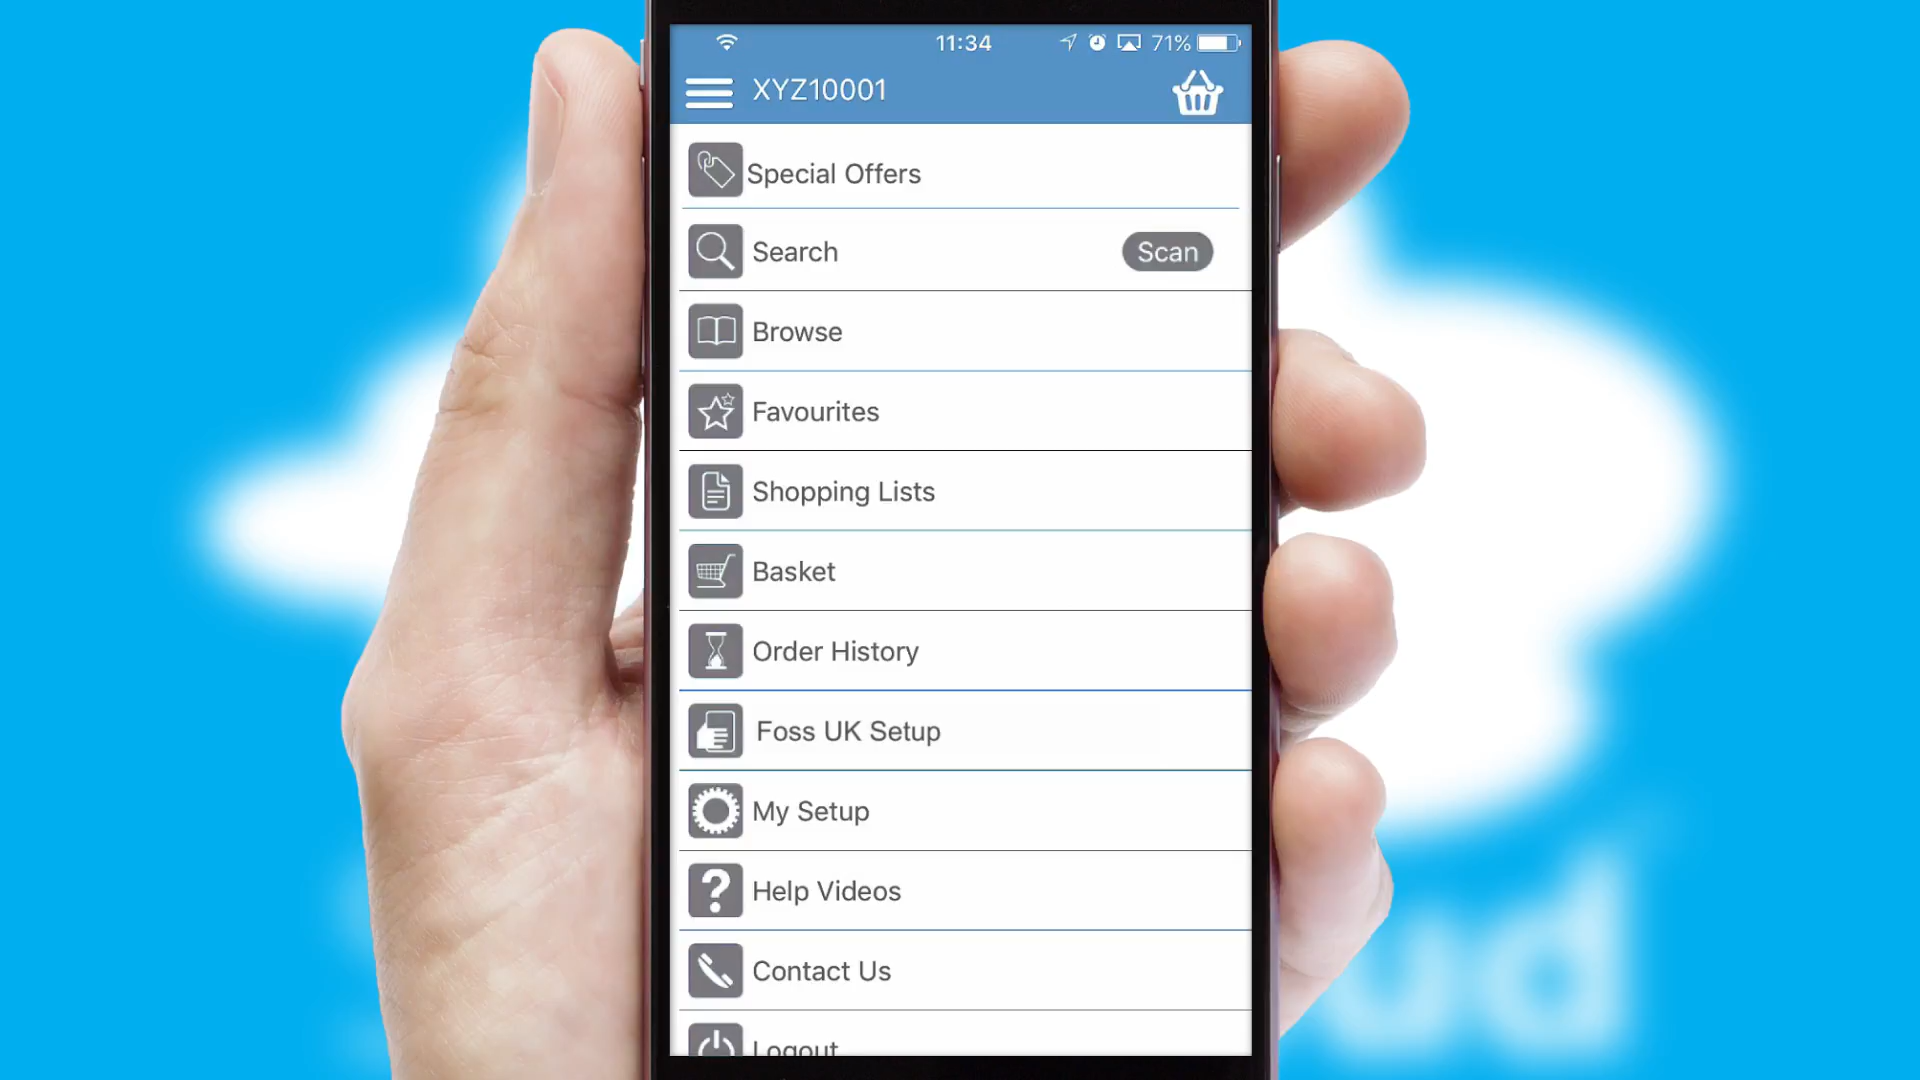 11:34
71%
XYZ10001
Special Offers
Search
Scan
Browse
Favourites
Shopping Lists
Basket
Order History
Foss UK Setup
My Setup
Help Videos
Contact Us
Logout
ud